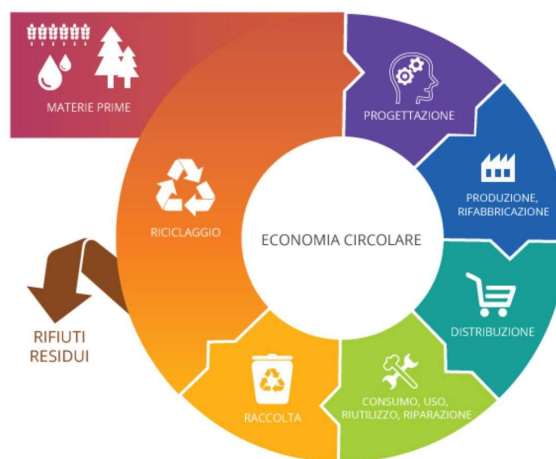 MATERIE PRIME
PROGETTAZIONE
PRODUZIONE,
RIFABBRICAZIONE
DISTRIBUZIONE
CONSUMO, USO,
RIUTILIZZO, RIPARAZIONE
RACCOLTA
RICICLAGGIO
RIFIUTI
RESIDUI
ECONOMIA CIRCOLARE